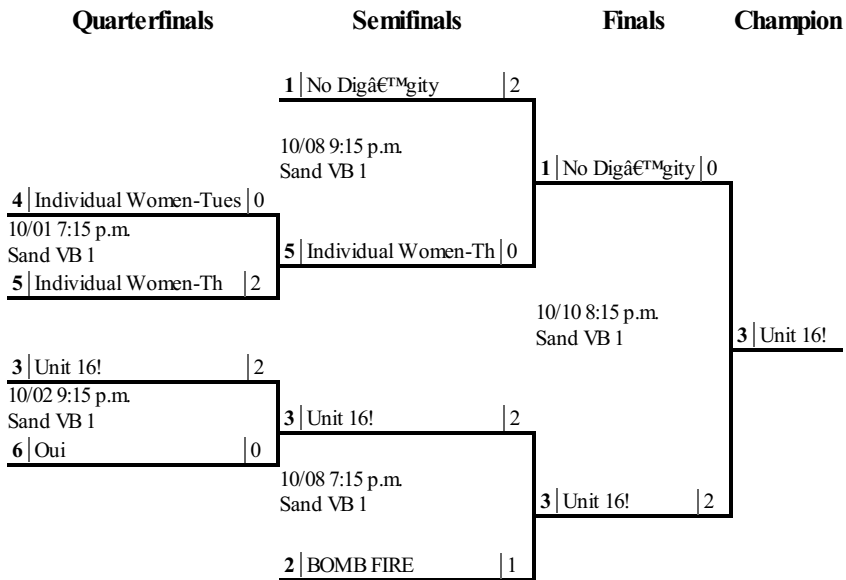 Quarterfinals Semifinals Finals Champion
1 No Digâ€™gity 2
10/08 9:15 p.m.
Sand VB 1
1 No Digâ€™gity 0
4 Individual Women-Tues 0
10/01 7:15 p.m.
Sand VB 1
5 Individual Women-Th 0
5 Individual Women-Th 2
10/10 8:15 p.m.
Sand VB 1
3 Unit 16!
3 Unit 16! 2
10/02 9:15 p.m.
Sand VB 1
3 Unit 16! 2
6 Oui 0
10/08 7:15 p.m.
Sand VB 1
3 Unit 16! 2
2 BOMB FIRE 1